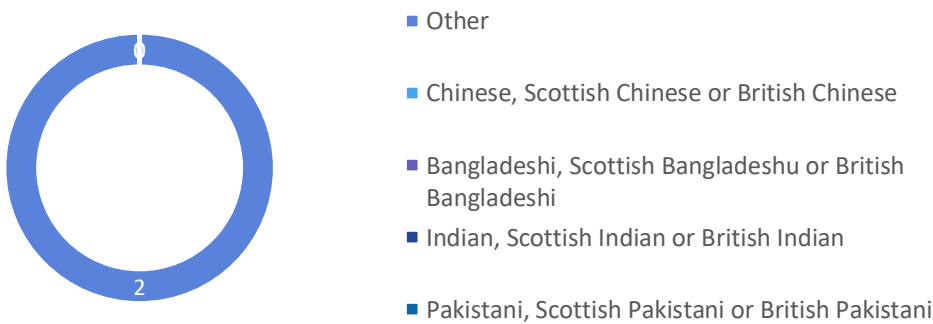 Other
0
Chinese, Scottish Chinese or British Chinese
Bangladeshi, Scottish Bangladeshu or British
Bangladeshi
Indian, Scottish Indian or British Indian
2
Pakistani, Scottish Pakistani or British Pakistani